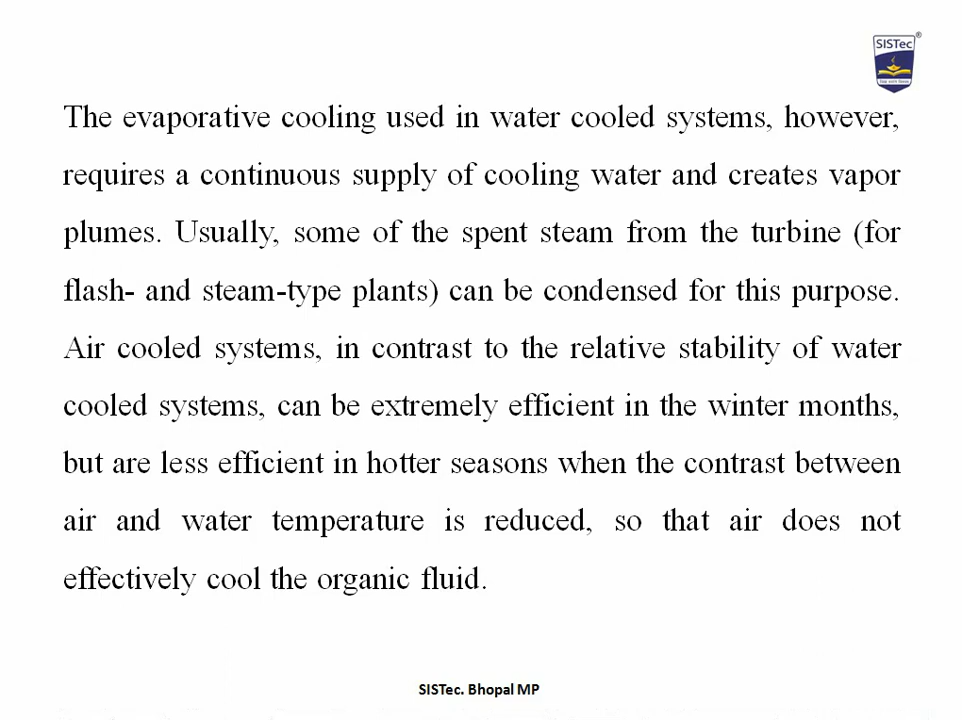 SISTec®
The evaporative cooling used in water cooled systems, however,
requires a continuous supply of cooling water and creates vapor
plumes. Usually, some of the spent steam from the turbine (for
flash- and steam-type plants) can be condensed for this purpose.
Air cooled systems, in contrast to the relative stability of water
cooled systems, can be extremely efficient in the winter months,
but are less efficient in hotter seasons when the contrast between
air and water temperature is reduced, so that air does not
effectively cool the organic fluid.
SISTec. Bhopal MP